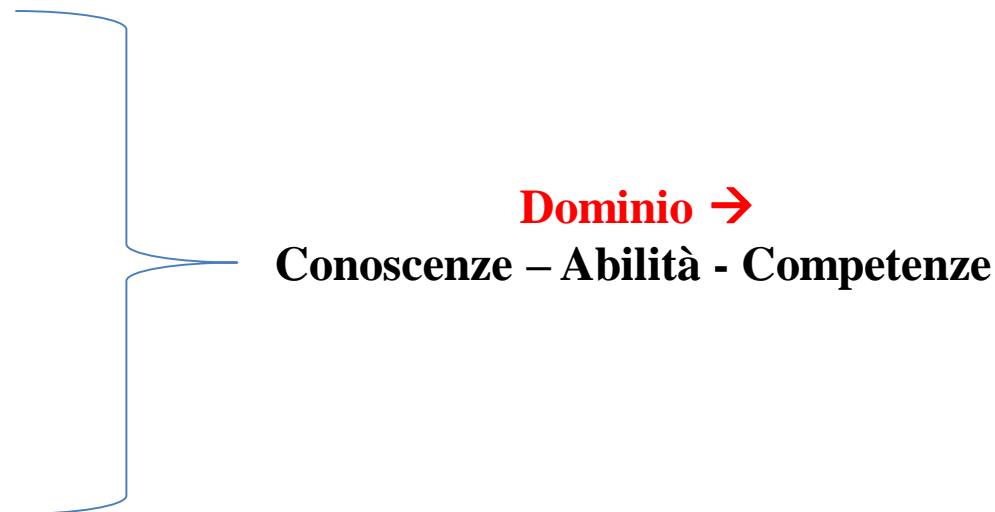 Dominio →
Conoscenze – Abilità - Competenze